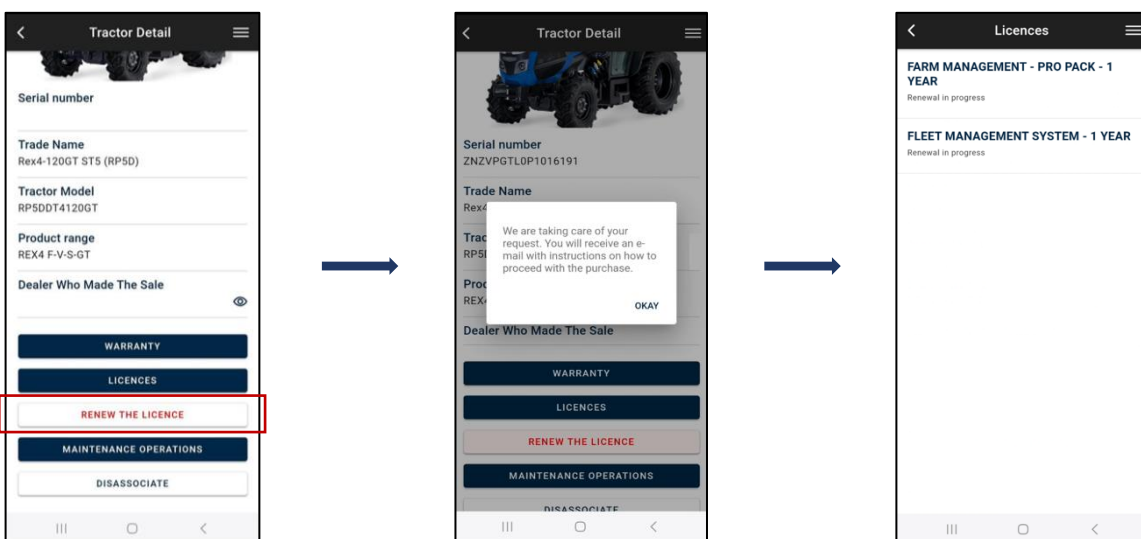 Tractor Detail
Serial number
Trade Name
Rex4-120GT ST5 (RP5D)
Tractor Model
RP5DDT4120GT
Product range
REX4 F-V-S-GT
Dealer Who Made The Sale
WARRANTY
LICENCES
RENEW THE LICENCE
MAINTENANCE OPERATIONS
DISASSOCIATE
Tractor Detail
Serial number
ZNZVPGTL0P1016191
Trade Name
Rex4
Trac
RP5D
We are taking care of your
request. You will receive an e-
mail with instructions on how to
proceed with the purchase.
OKAY
Prod
REX4
Dealer Who Made The Sale
WARRANTY
LICENCES
RENEW THE LICENCE
MAINTENANCE OPERATIONS
DISASSOCIATE
Licences
FARM MANAGEMENT - PRO PACK - 1
YEAR
Renewal in progress
FLEET MANAGEMENT SYSTEM - 1 YEAR
Renewal in progress